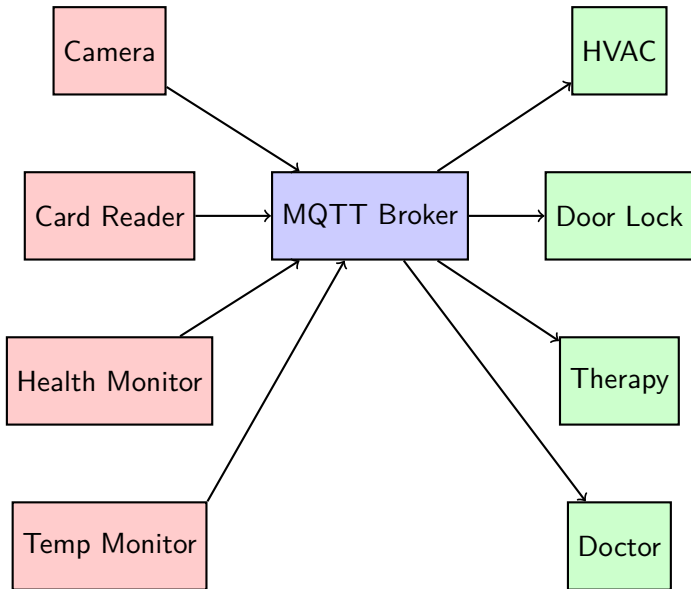 Camera
HVAC
Card Reader
MQTT Broker
Door Lock
Health Monitor
Therapy
Temp Monitor
Doctor